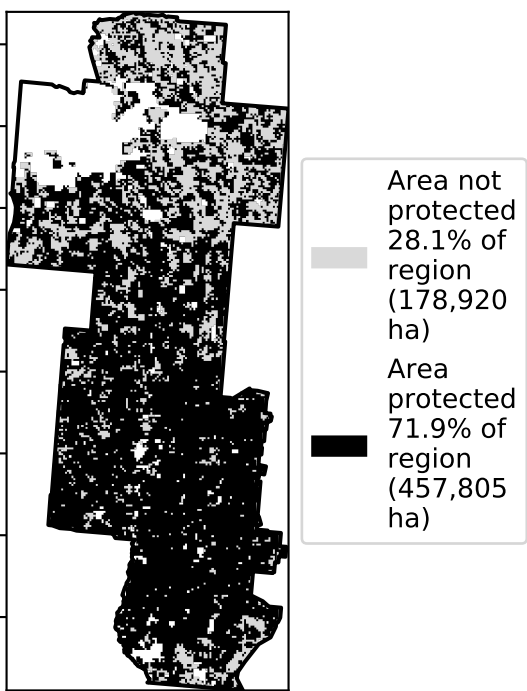 Area not
protected
28.1% of
region
(178,920
ha)
Area
protected
71.9% of
region
(457,805
ha)